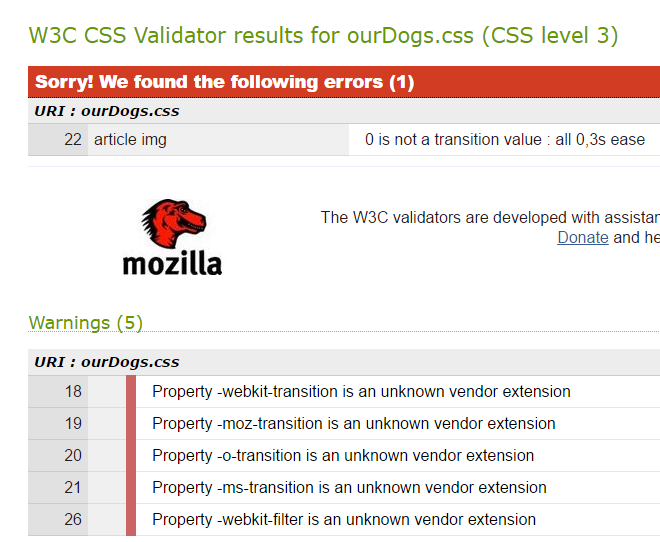 W3C CSS Validator results for ourDogs.css (CSS level 3)
Sorry! We found the following errors (1)
URI : ourDogs.css
22 article img 0 is not a transition value : all 0,3s ease
The W3C validators are developed with assistan
mozilla
Donate and he
Warnings (5)
URI : ourDogs.css
18 Property -webkit-transition is an unknown vendor extension
19 Property -moz-transition is an unknown vendor extension
20 Property -o-transition is an unknown vendor extension
21 Property -ms-transition is an unknown vendor extension
26 Property -webkit-filter is an unknown vendor extension